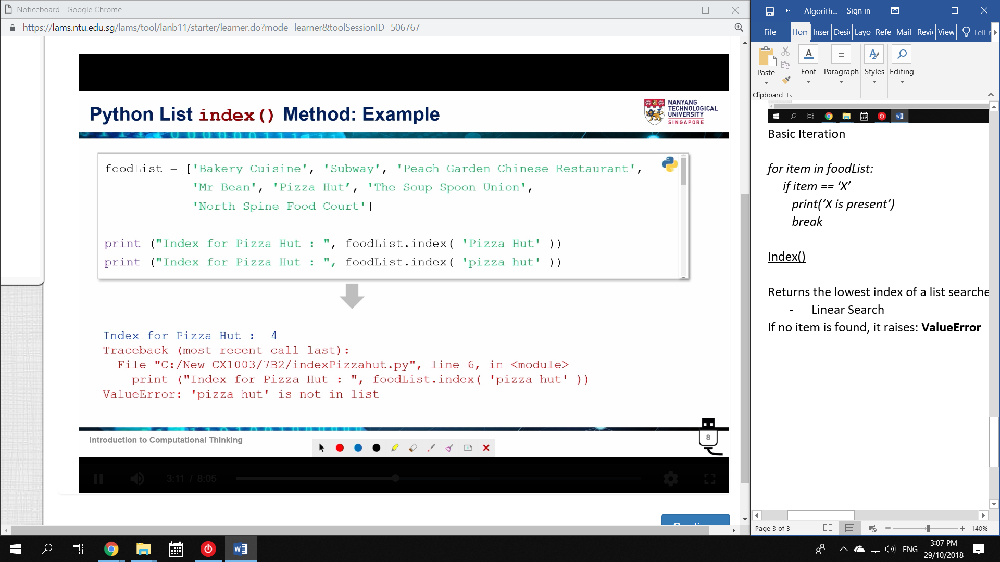 Noticeboard - Google Chrome
https://lams.ntu.edu.sg/lams/tool/lanb11/starter/learner.do?mode=learner&toolSessionID=506767
Python List index() Method: Example
NANYANG
TECHNOLOGICAL
UNIVERSITY
SINGAPORE
foodList = ['Bakery Cuisine', 'Subway', 'Peach Garden Chinese Restaurant',
'Mr Bean', 'Pizza Hut’, 'The Soup Spoon Union',
'North Spine Food Court']
print ("Index for Pizza Hut : ", foodList.index( 'Pizza Hut' ))
print ("Index for Pizza Hut : ", foodList.index( 'pizza hut' ))
Index for Pizza Hut :  4
Traceback (most recent call last):
File "C:/New CX1003/7B2/indexPizzahut.py", line 6, in <module>
print ("Index for Pizza Hut : ", foodList.index( 'pizza hut' ))
ValueError: 'pizza hut' is not in list
Introduction to Computational Thinking
8
3:11 / 8:05
Algorith... Sign in
File Hom Inser Desi Layo Refe Maili Revie View Tell
Paste Font Paragraph Styles Editing
Clipboard
Basic Iteration
for item in foodList:
if item == ‘X’
print(‘X is present’)
break
Index()
Returns the lowest index of a list searche
- Linear Search
If no item is found, it raises: ValueError
Page 3 of 3 140%
ENG
3:07 PM
29/10/2018